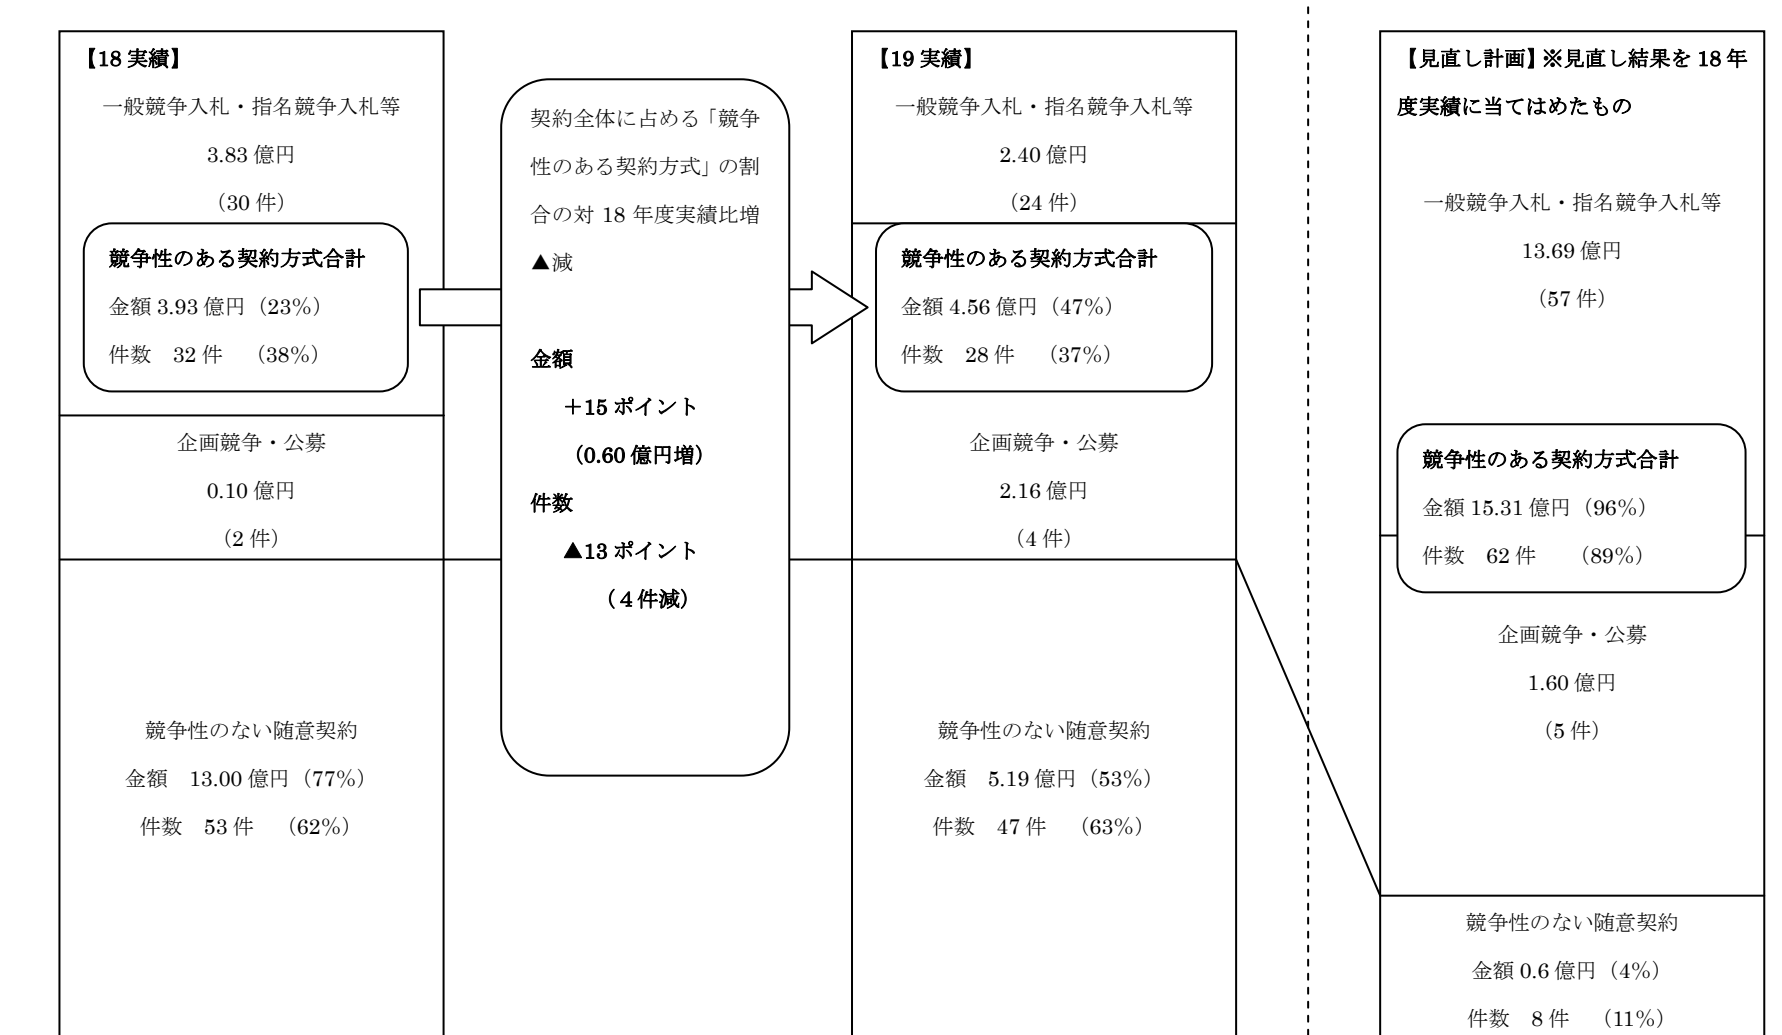 【18 実績】
一般競争入札・指名競争入札等
3.83 億円
（30 件）
競争性のある契約方式合計
金額 3.93 億円（23%）
件数　32 件　（38%）
企画競争・公募
0.10 億円
（2 件）
競争性のない随意契約
金額　13.00 億円（77%）
件数　53 件　（62%）
契約全体に占める「競争
性のある契約方式」の割
合の対 18 年度実績比増
▲減
金額
＋15 ポイント
（0.60 億円増）
件数
▲13 ポイント
（４件減）
【19 実績】
一般競争入札・指名競争入札等
2.40 億円
（24 件）
競争性のある契約方式合計
金額 4.56 億円（47%）
件数　28 件　（37%）
企画競争・公募
2.16 億円
（4 件）
競争性のない随意契約
金額　5.19 億円（53%）
件数　47 件　（63%）
【見直し計画】※見直し結果を 18 年
度実績に当てはめたもの
一般競争入札・指名競争入札等
13.69 億円
（57 件）
競争性のある契約方式合計
金額 15.31 億円（96%）
件数　62 件　（89%）
企画競争・公募
1.60 億円
（5 件）
競争性のない随意契約
金額 0.6 億円（4%）
件数　8 件　（11%）